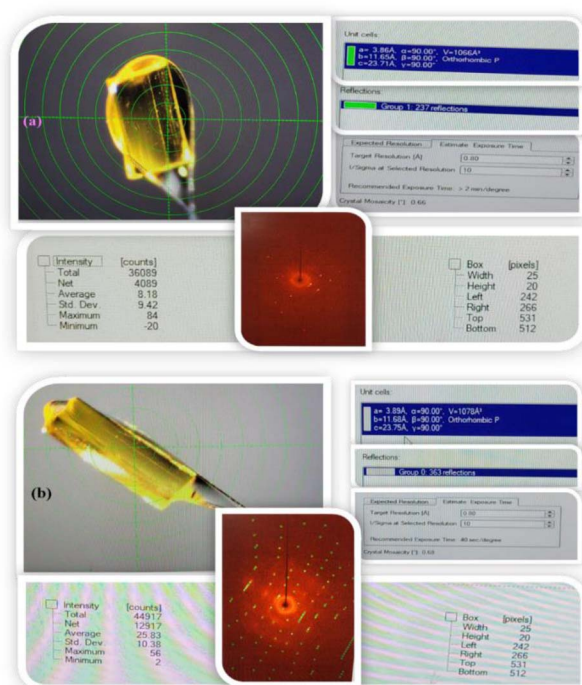 (a)
Unit cells:
a= 3.86Å, α=90.00°, V=1066Å³
b=11.65Å, β=90.00°, Orthorhombic P
c=23.71Å, γ=90.00°
Reflections:
Group 1: 237 reflections
Expected Resolution Estimate Exposure Time
Target Resolution [Å] 0.80
I/Sigma at Selected Resolution 10
Recommended Exposure Time: > 2 min/degree
Crystal Mosaicity [°]: 0.66
Intensity [counts]
Total 36089
Net 4089
Average 8.18
Std. Dev. 9.42
Maximum 84
Minimum -20
Box [pixels]
Width 25
Height 20
Left 242
Right 266
Top 531
Bottom 512
(b)
Unit cells:
a= 3.89Å, α=90.00°, V=1078Å³
b=11.68Å, β=90.00°, Orthorhombic P
c=23.75Å, γ=90.00°
Reflections:
Group 0: 363 reflections
Expected Resolution Estimate Exposure Time
Target Resolution [Å] 0.80
I/Sigma at Selected Resolution 10
Recommended Exposure Time: 40 sec/degree
Crystal Mosaicity [°]:
Intensity [counts]
Total 44917
Net 12917
Average 25.83
Std. Dev. 10.38
Maximum 56
Minimum 2
Box [pixels]
Width 25
Height 20
Left 242
Right 266
Top 531
Bottom 512